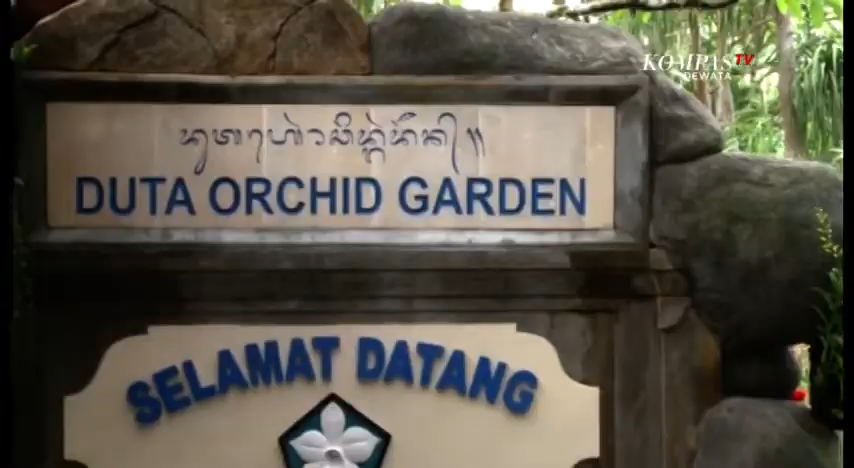 KOMPAS TV
DEWATA
DUTA ORCHID GARDEN
SELAMAT DATANG